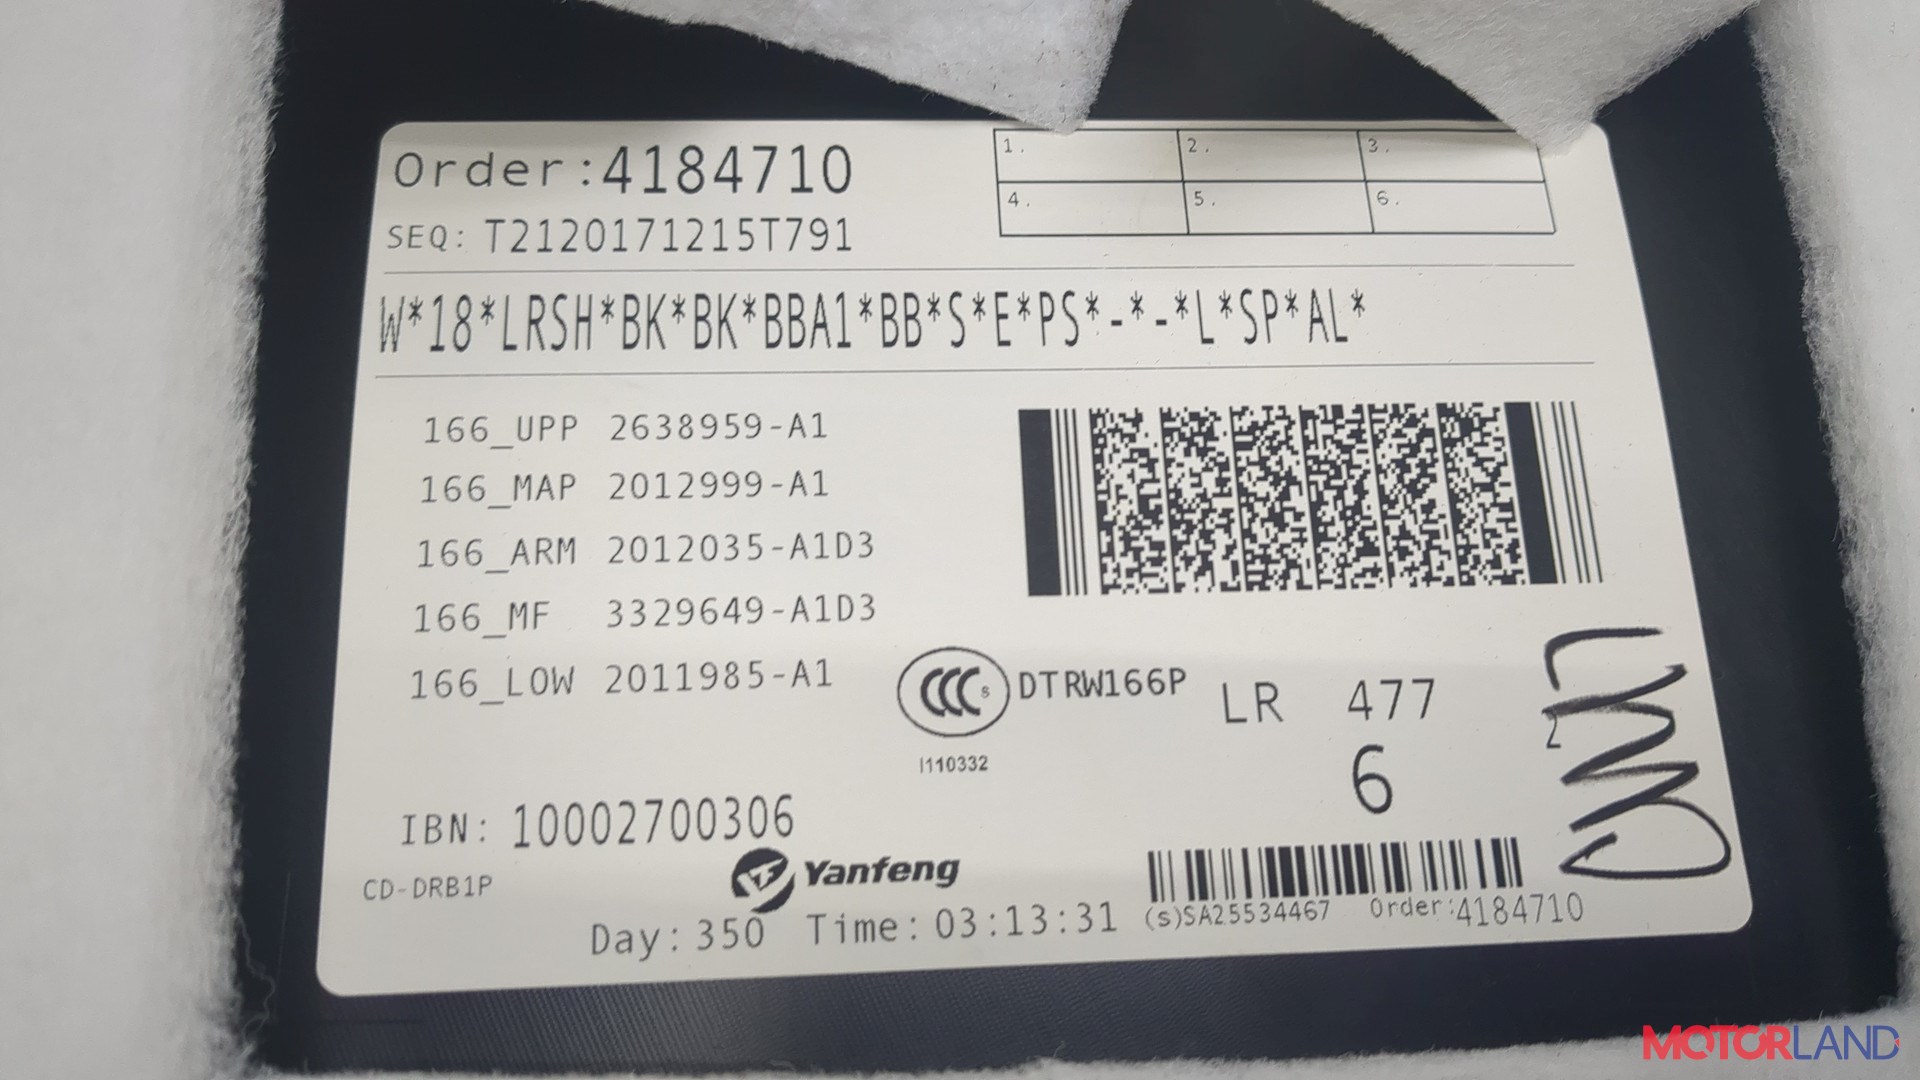 Order:4184710
1. 2. 3.
SEQ: T2120171215T791
4. 5. 6.
W*18*LRSH*BK*BK*BBA1*BB*S*E*PS*-*-*L*SP*AL*
166_UPP 2638959-A1
166_MAP 2012999-A1
166_ARM 2012035-A1D3
166_MF 3329649-A1D3
166_LOW 2011985-A1
CCC S DTRW166P LR 477
2
I110332
6
IBN: 10002700306
Yanfeng
CD-DRB1P
(s)SA25534467 Order:4184710
Day: 350 Time: 03:13:31
MOTORLAND